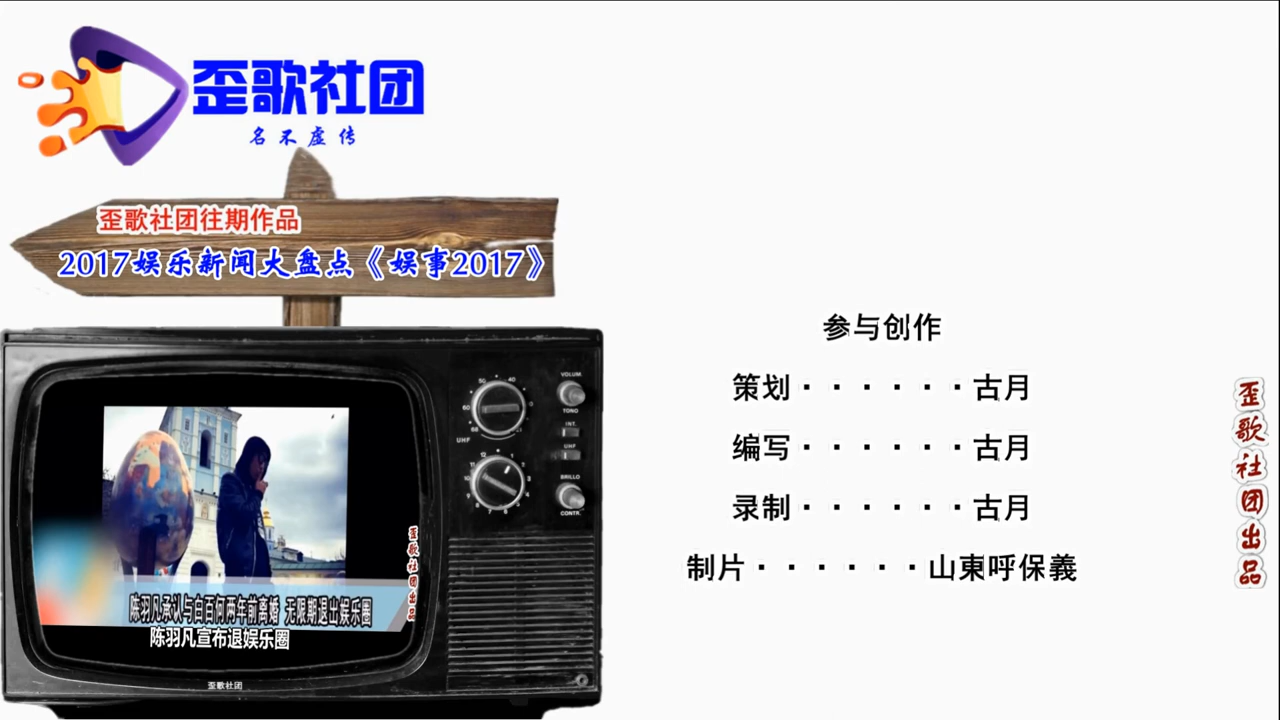 歪歌社团
名不虚传
歪歌社团往期作品
2017娱乐新闻大盘点《娱事2017》
陈羽凡承认与白百何两年前离婚 无限期退出娱乐圈
陈羽凡宣布退娱乐圈
歪歌社团出品
歪歌社团
VOLUM.
TONO
INT.
UHF
UHF
BRILLO
CONTR.
参与创作
策划······古月
编写······古月
录制······古月
制片······山東呼保義
歪歌社团出品